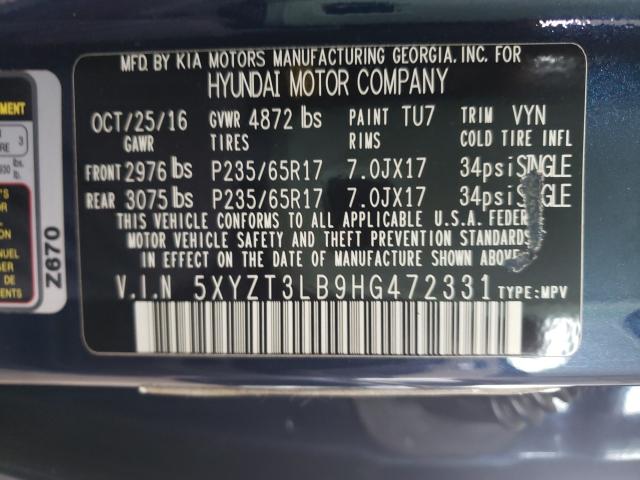 MFD. BY KIA MOTORS MANUFACTURING GEORGIA. INC. FOR
HYUNDAI MOTOR COMPANY
OCT/25/16 GVWR 4872 lbs PAINT TU7 TRIM VYN
GAWR TIRES RIMS COLD TIRE INFL
FRONT 2976 lbs P235/65R17 7.0JX17 34psi SINGLE
REAR 3075 lbs P235/65R17 7.0JX17 34psi SINGLE
THIS VEHICLE CONFORMS TO ALL APPLICABLE U.S.A. FEDERAL
MOTOR VEHICLE SAFETY AND THEFT PREVENTION STANDARDS
IN EFFECT ON THE DATE OF MANUFACTURE SHOWN ABOVE.
V.I.N 5XYZT3LB9HG472331 TYPE:MPV
Z670
3